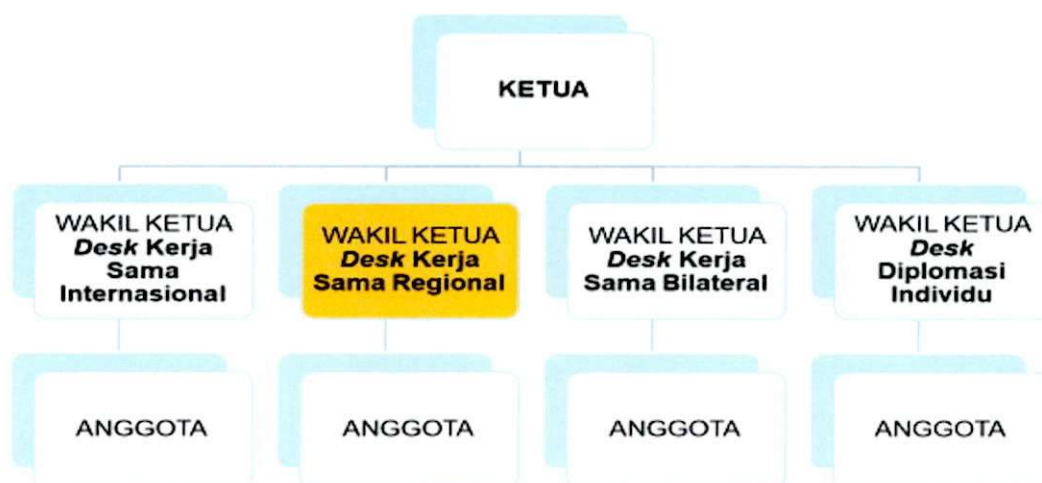 KETUA
WAKIL KETUA
Desk Kerja
Sama
Internasional
WAKIL KETUA
Desk Kerja
Sama Regional
WAKIL KETUA
Desk Kerja
Sama Bilateral
WAKIL KETUA
Desk
Diplomasi
Individu
ANGGOTA
ANGGOTA
ANGGOTA
ANGGOTA